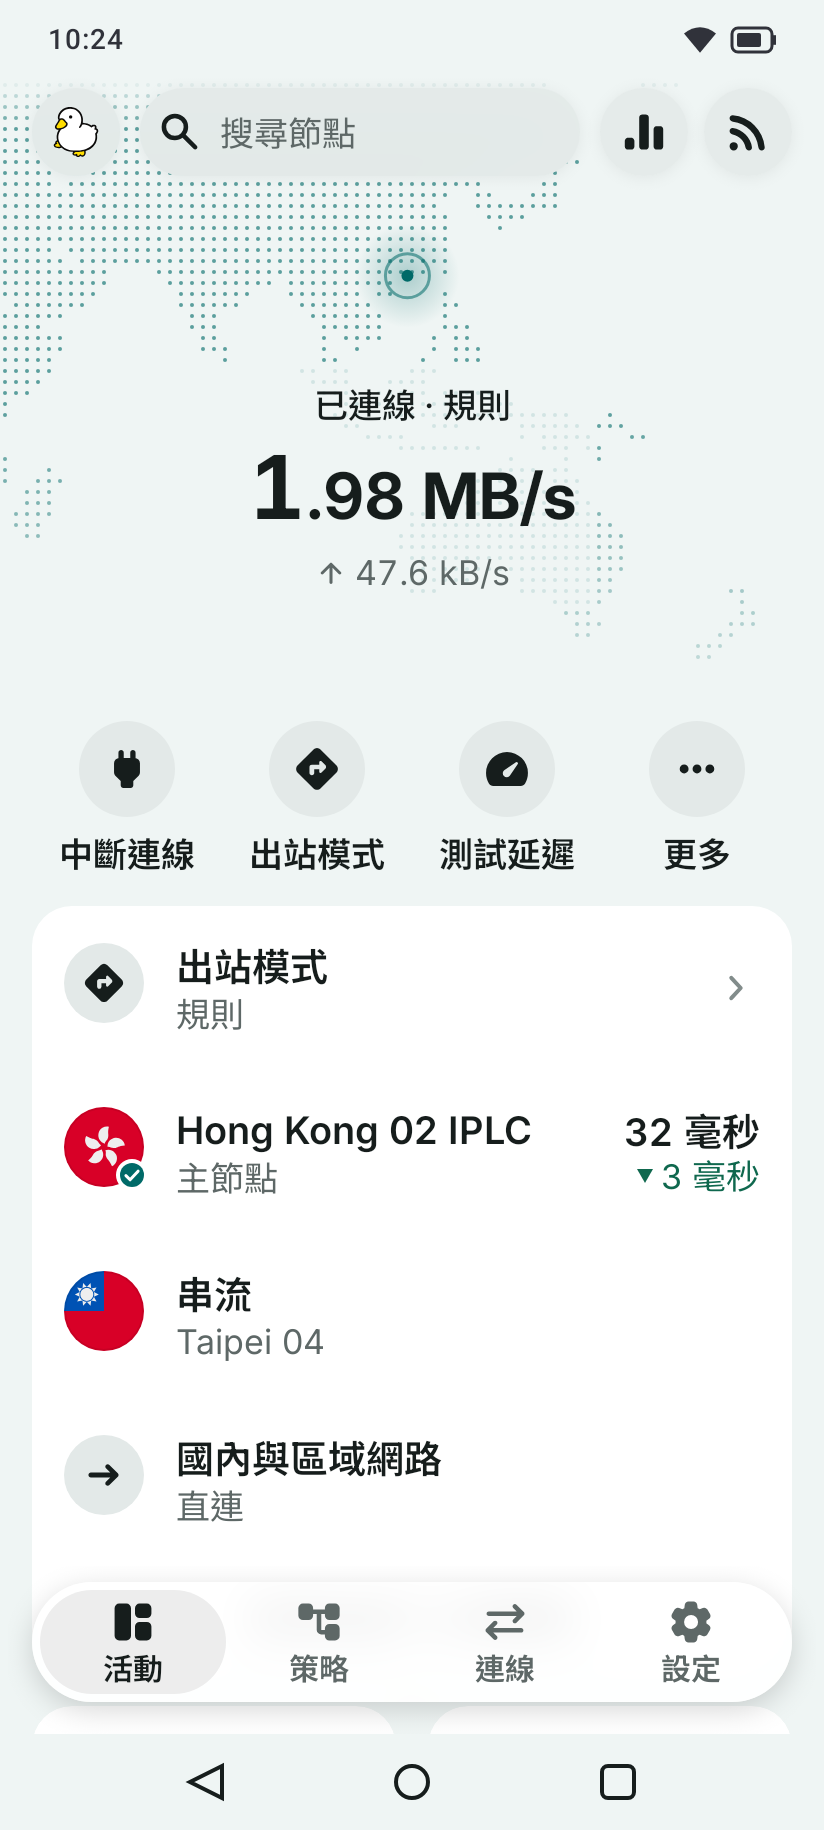 10:24
搜尋節點
已連線 · 規則
1.98 MB/s
↑ 47.6 kB/s
中斷連線
出站模式
測試延遲
更多
出站模式
規則
Hong Kong 02 IPLC
32 毫秒
主節點
▼3 毫秒
串流
Taipei 04
國內與區域網路
直連
活動
策略
連線
設定